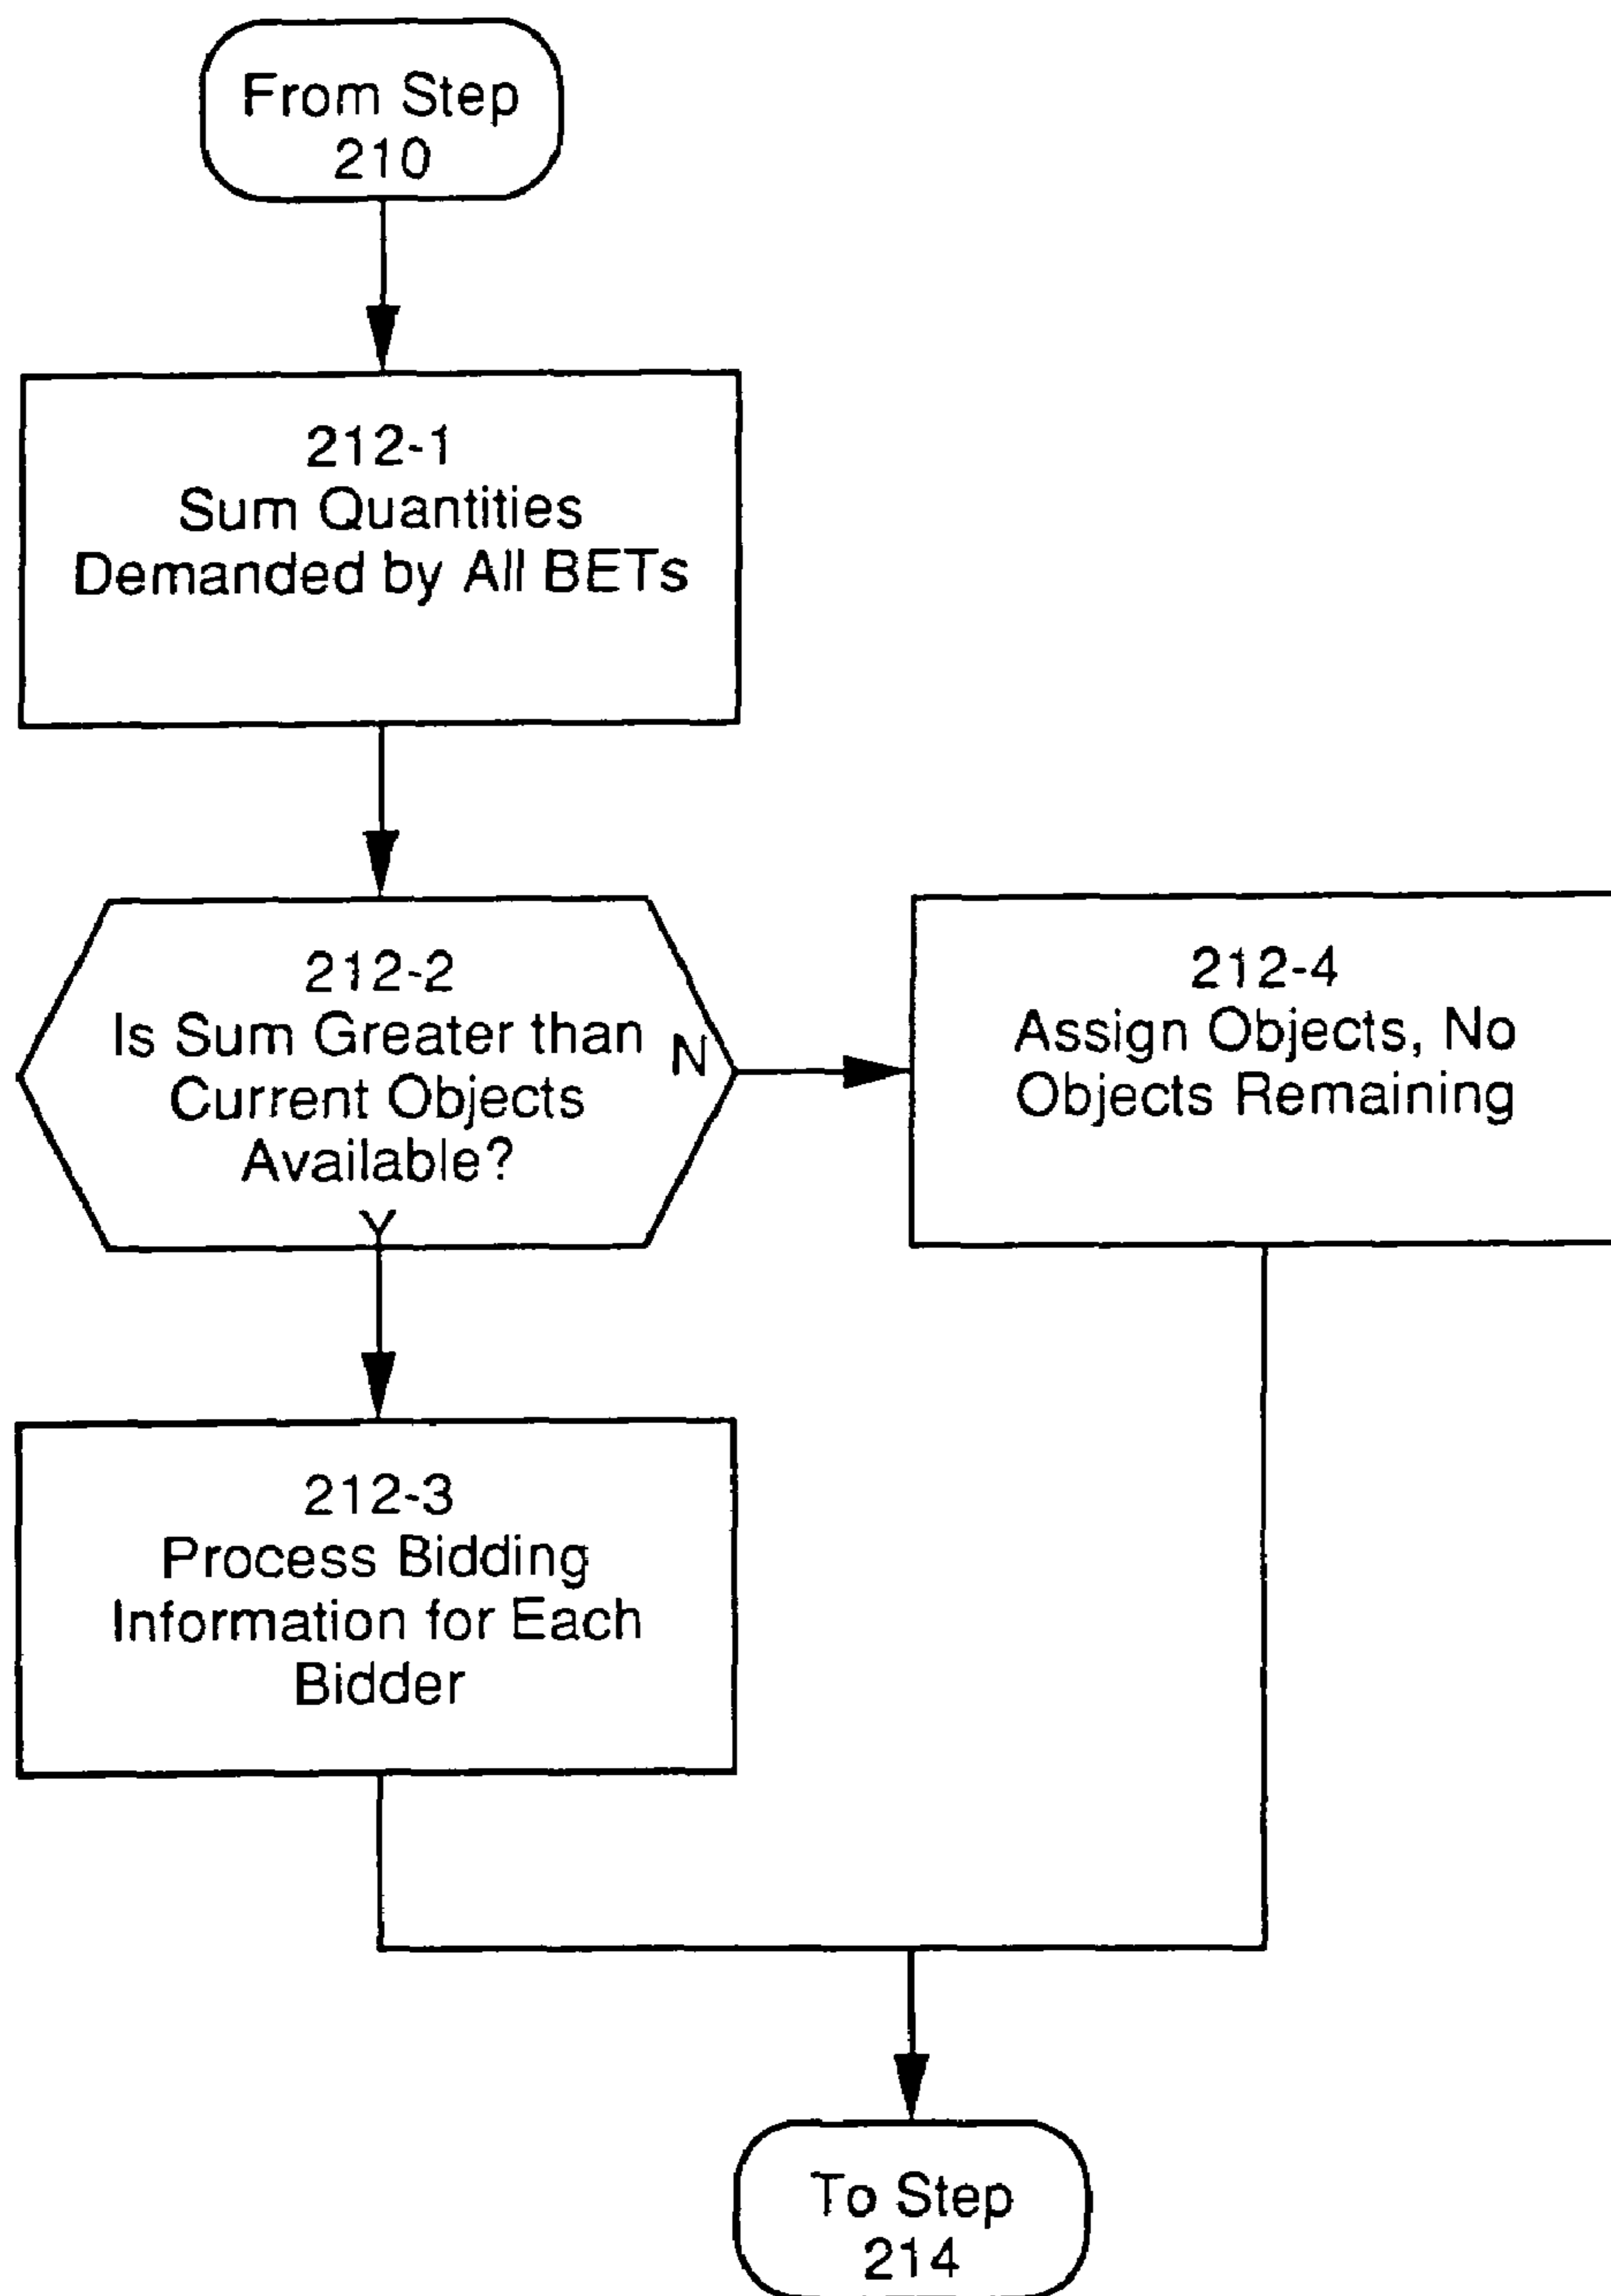 From Step
210
212-1
Sum Quantities
Demanded by All BETs
212-2
Is Sum Greater than
Current Objects
Available?
N
Y
212-4
Assign Objects, No
Objects Remaining
212-3
Process Bidding
Information for Each
Bidder
To Step
214